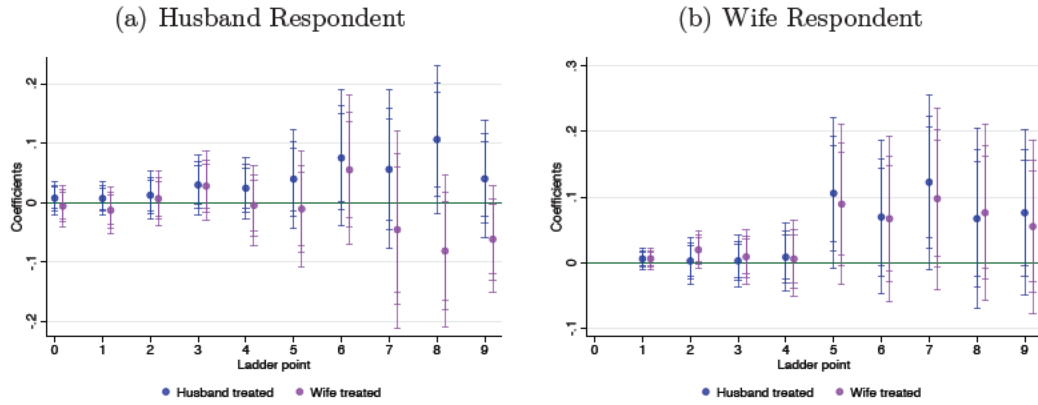 (a) Husband Respondent
(b) Wife Respondent
Coefficients
.2
.1
0
-.1
-.2
0 1 2 3 4 5 6 7 8 9
Ladder point
Husband treated Wife treated
Coefficients
.3
.2
.1
0
-.1
0 1 2 3 4 5 6 7 8 9
Ladder point
Husband treated Wife treated